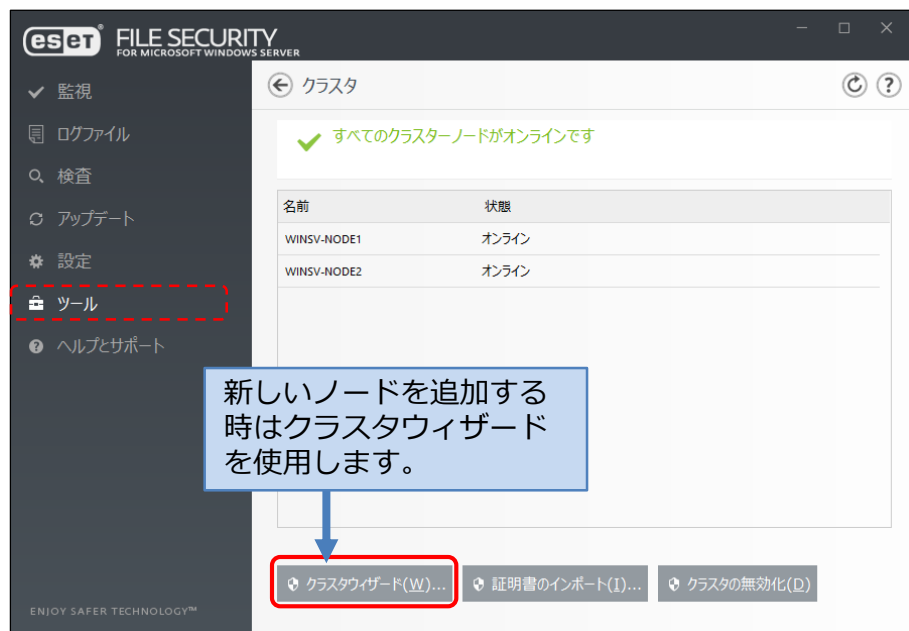 eset® FILE SECURITY
FOR MICROSOFT WINDOWS SERVER
監視
ログファイル
検査
アップデート
設定
ツール
ヘルプとサポート
ENJOY SAFER TECHNOLOGY™
クラスタ
?
すべてのクラスターノードがオンラインです
名前 状態
WINSV-NODE1 オンライン
WINSV-NODE2 オンライン
新しいノードを追加する
時はクラスタウィザード
を使用します。
クラスタウィザード(W)... 証明書のインポート(I)... クラスタの無効化(D)